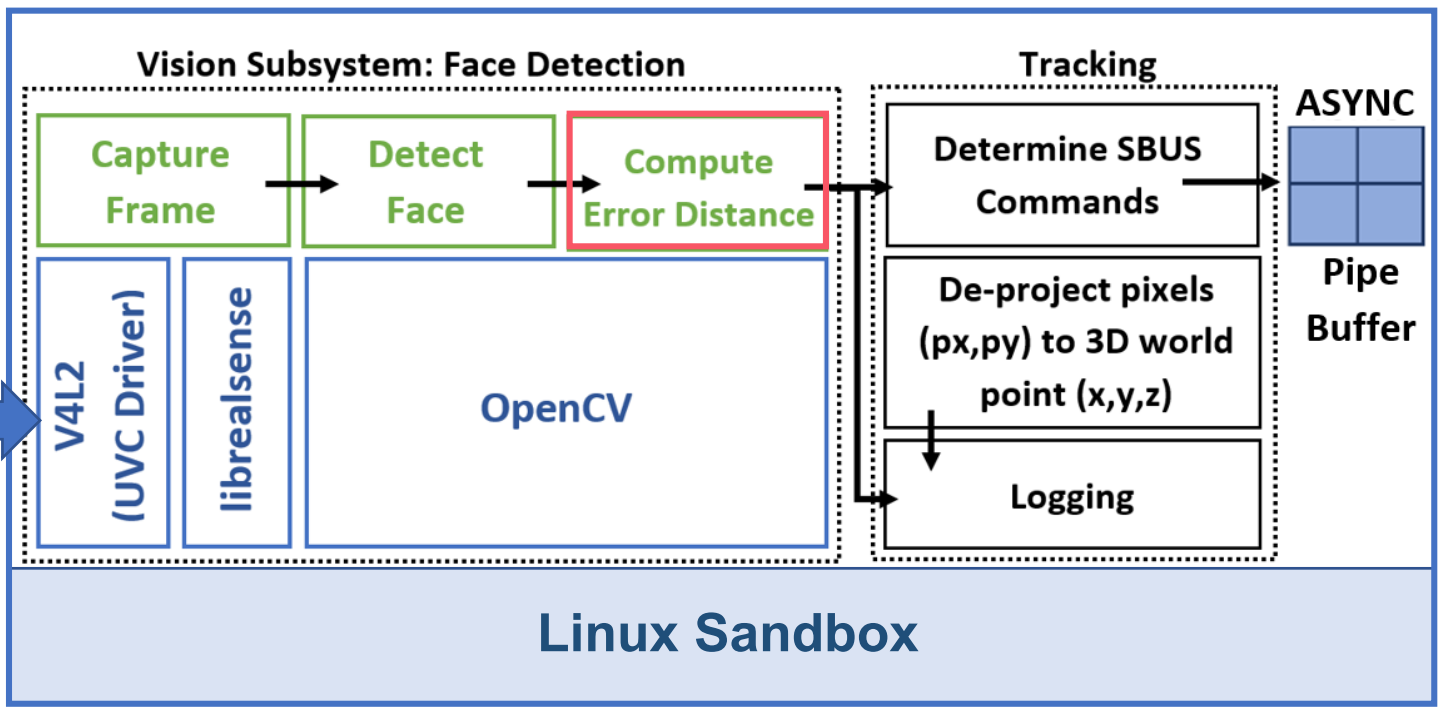 Vision Subsystem: Face Detection
Capture
Frame
Detect
Face
Compute
Error Distance
V4L2
(UVC Driver)
librealsense
OpenCV
Tracking
Determine SBUS
Commands
De-project pixels
(px,py) to 3D world
point (x,y,z)
Logging
ASYNC
Pipe
Buffer
Linux Sandbox